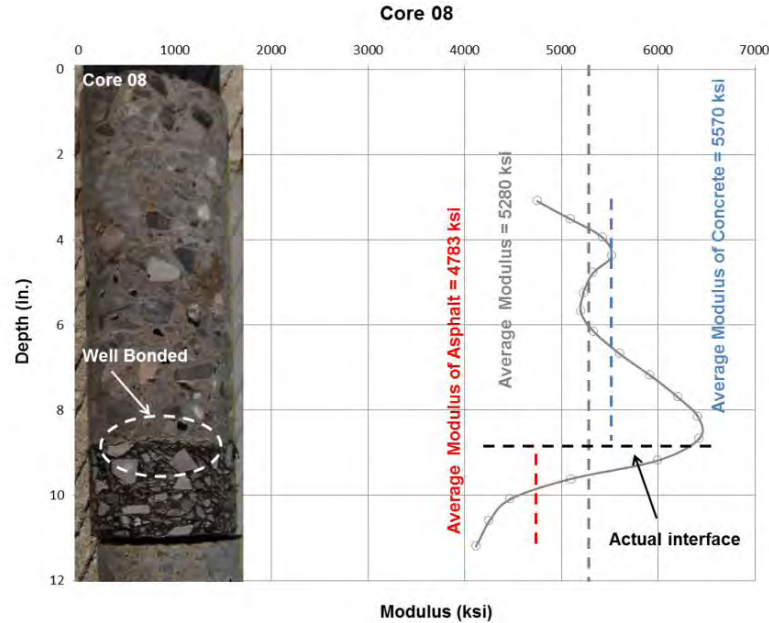 Core 08
0 1000 2000 3000 4000 5000 6000 7000
Core 08
0
2
4
6
8
10
12
Depth (in.)
Well Bonded
Average Modulus of Asphalt = 4783 ksi
Average Modulus = 5280 ksi
Average Modulus of Concrete = 5570 ksi
Actual interface
Modulus (ksi)